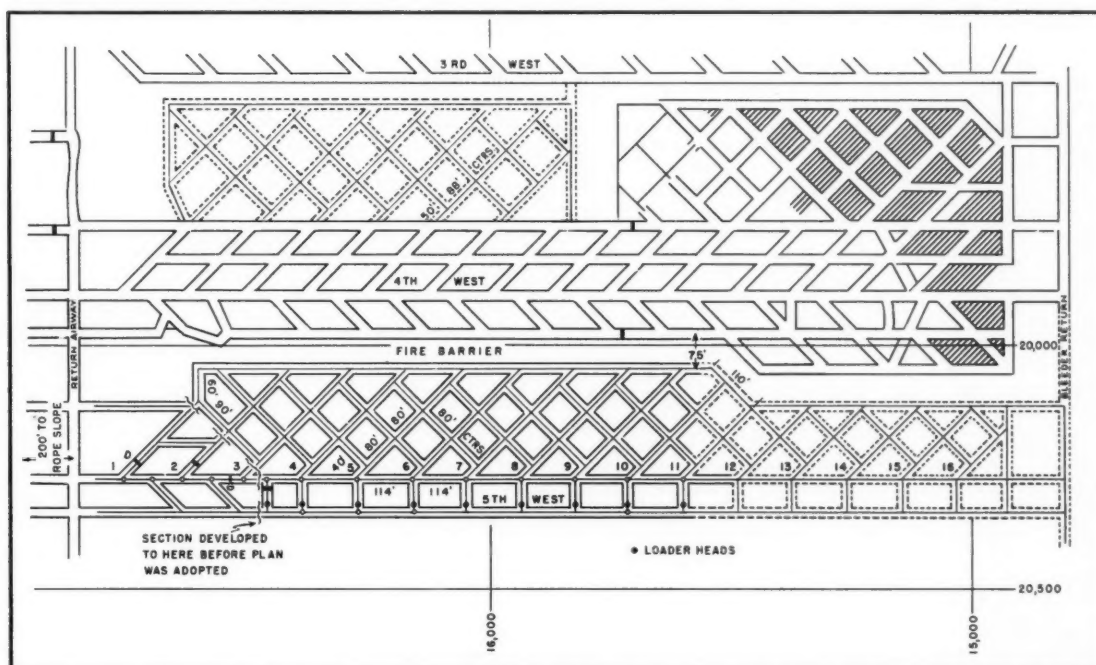 3 RD WEST
88' CTRS.
50'
4TH WEST
FIRE BARRIER
75'
20,000
RETURN AIRWAY
BLEEDER RETURN
110'
60'
80'
80'
80'
80'
CTRS
40'
80'
200' TO
ROPE SLOPE
D
1 2 3 4 5 6 7 8 9 10 11 12 13 14 15 16
114' 114' 5TH WEST
SECTION DEVELOPED
TO HERE BEFORE PLAN
WAS ADOPTED
LOADER HEADS
20,500
16,000
15,000